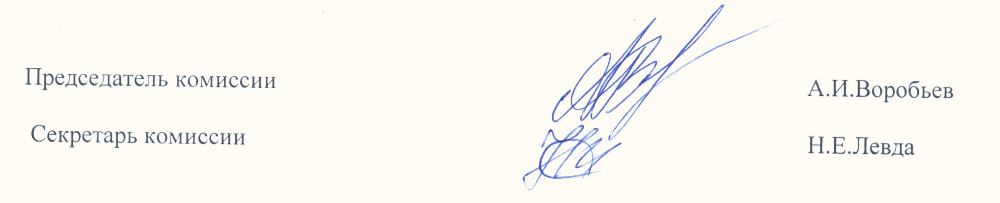 Председатель комиссии А.И.Воробьев
Секретарь комиссии Н.Е.Левда